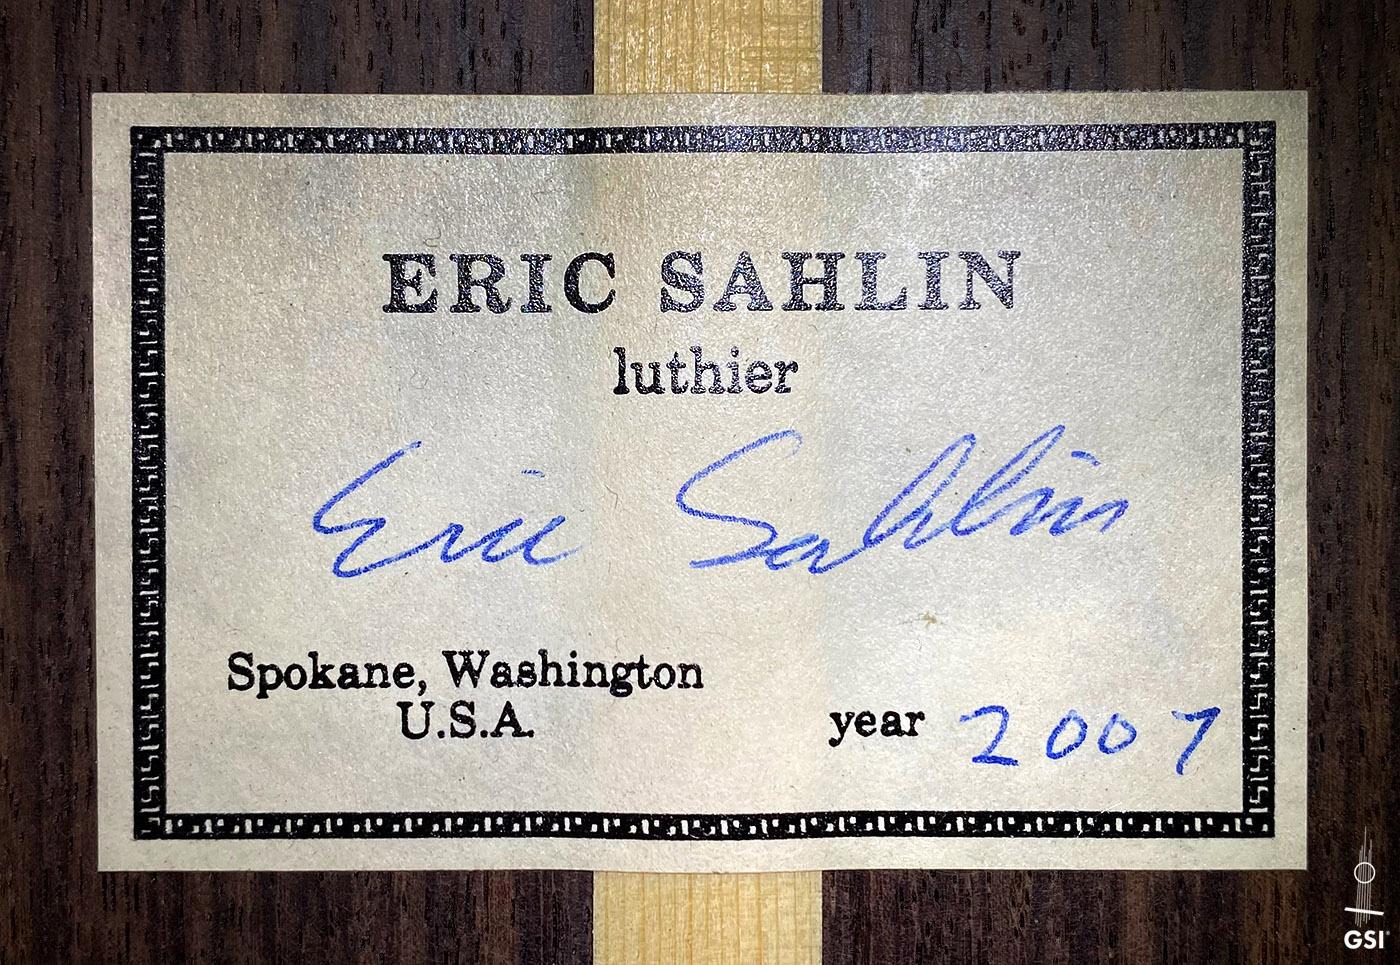 ERIC SAHLIN
luthier
Eric Sahlin
Spokane, Washington
U.S.A.
year 2007
GSI